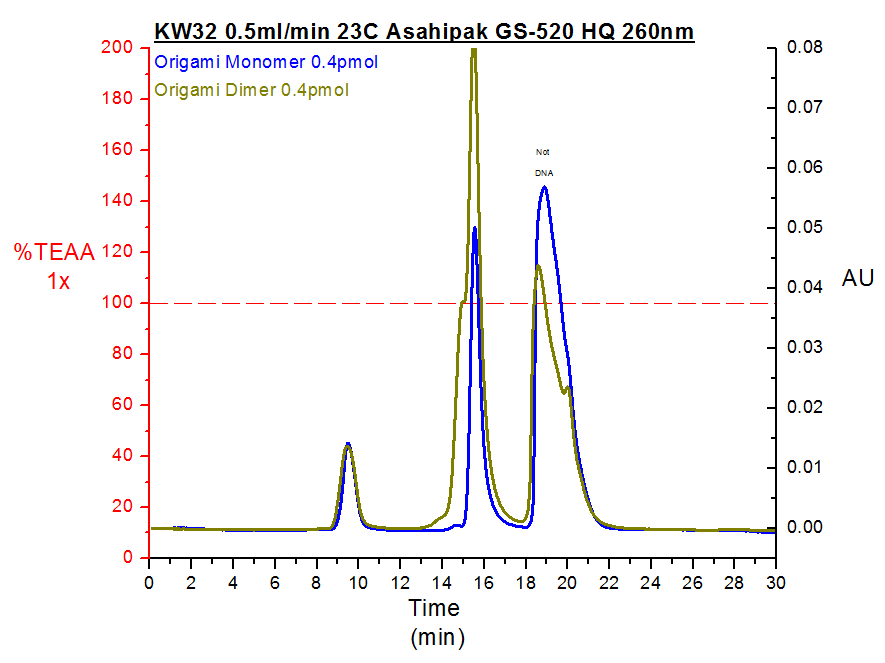 KW32 0.5ml/min 23C Asahipak GS-520 HQ 260nm
Origami Monomer 0.4pmol
Origami Dimer 0.4pmol
200
180
160
140
120
100
80
60
40
20
0
%TEAA
1x
Not
DNA
0.08
0.07
0.06
0.05
0.04
0.03
0.02
0.01
0.00
AU
0 2 4 6 8 10 12 14 16 18 20 22 24 26 28 30
Time
(min)